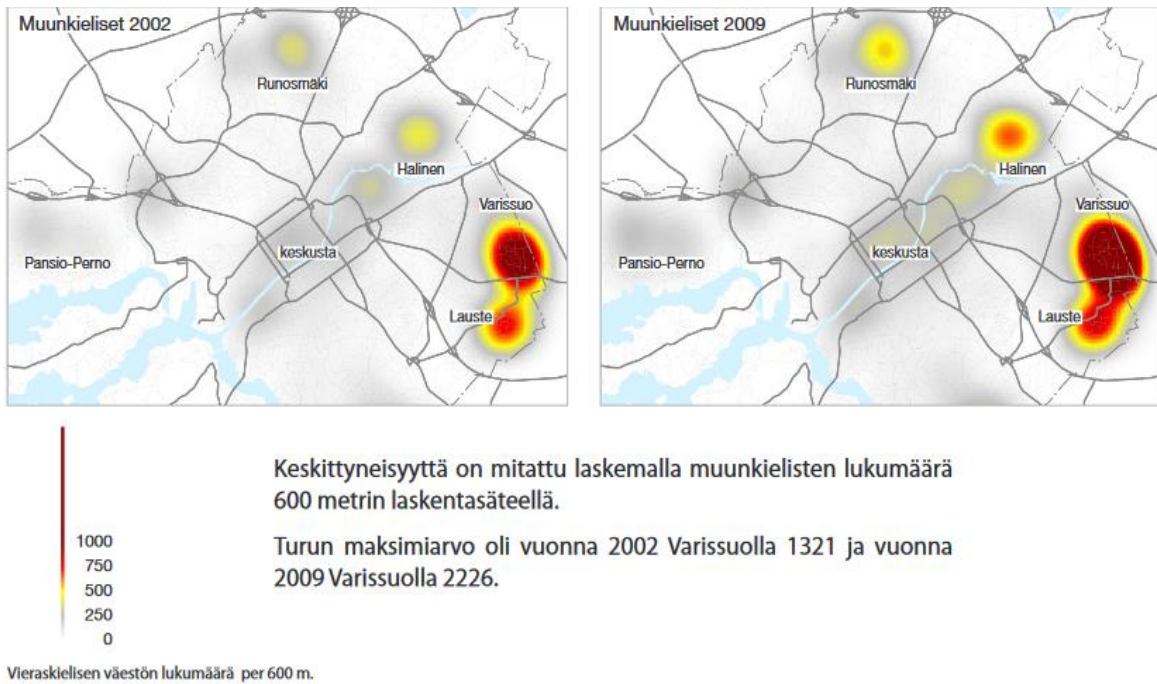 Muunkieliset 2002
Runosmäki
Halinen
Varissuo
keskusta
Pansio-Perno
Lauste
Muunkieliset 2009
Runosmäki
Halinen
Varissuo
keskusta
Pansio-Perno
Lauste
1000
750
500
250
0
Keskittyneisyyttä on mitattu laskemalla muunkielisten lukumäärä
600 metrin laskentasäteellä.
Turun maksimiarvo oli vuonna 2002 Varissuolla 1321 ja vuonna
2009 Varissuolla 2226.
Vieraskielisen väestön lukumäärä per 600 m.